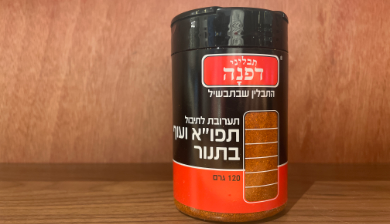 תבליני
דפנה
התבלין שבתבשיל
תערובת לתיבול
תפו״א ועוף
בתנור
120 גרם